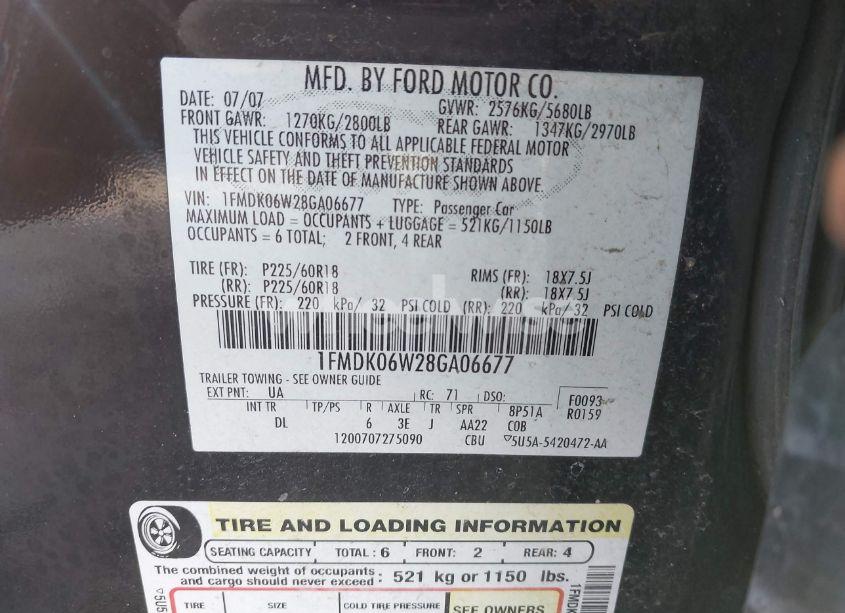 MFD. BY FORD MOTOR CO.
DATE: 07/07 GVWR: 2576KG/5680LB
FRONT GAWR: 1270KG/2800LB REAR GAWR: 1347KG/2970LB
THIS VEHICLE CONFORMS TO ALL APPLICABLE FEDERAL MOTOR
VEHICLE SAFETY AND THEFT PREVENTION STANDARDS
IN EFFECT ON THE DATE OF MANUFACTURE SHOWN ABOVE.
VIN: 1FMDK06W28GA06677 TYPE: Passenger Car
MAXIMUM LOAD = OCCUPANTS + LUGGAGE = 521KG/1150LB
OCCUPANTS = 6 TOTAL; 2 FRONT, 4 REAR
TIRE (FR): P225/60R18 RIMS (FR): 18X7.5J
(RR): P225/60R18 (RR): 18X7.5J
PRESSURE (FR): 220 kPa/ 32 PSI COLD (RR): 220 kPa/ 32 PSI COLD
1FMDK06W28GA06677
TRAILER TOWING - SEE OWNER GUIDE
EXT PNT: UA RC: 71 DSO: F0093
INT TR TP/PS R AXLE TR SPR 8P51A R0159
DL 6 3E J AA22 COB
1200707275090 CBU ▽5U5A-5420472-AA
TIRE AND LOADING INFORMATION
SEATING CAPACITY TOTAL : 6 FRONT: 2 REAR: 4
The combined weight of occupants
and cargo should never exceed : 521 kg or 1150 lbs.
TIRE SIZE COLD TIRE PRESSURE SEE OWNERS
▽5U5
1FMDK